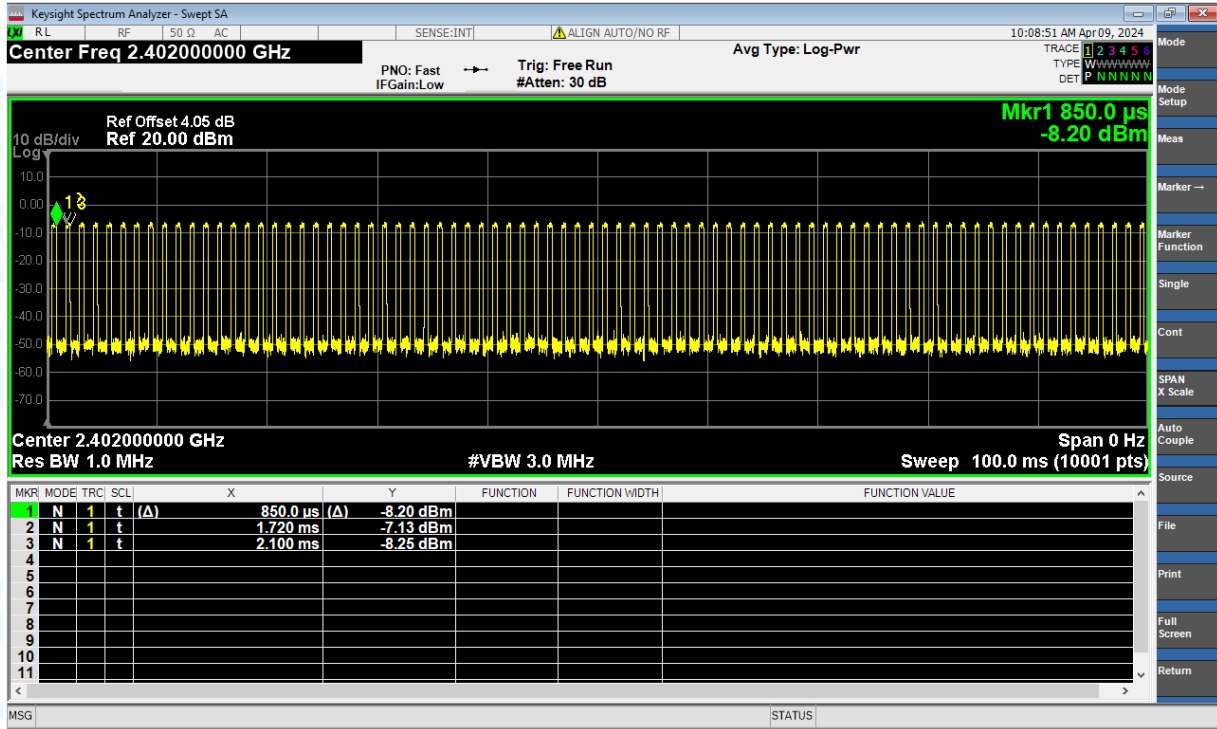 Keysight Spectrum Analyzer - Swept SA
LXI RL RF 50 Ω AC SENSE:INT ALIGN AUTO/NO RF 10:08:51 AM Apr 09, 2024
Center Freq 2.402000000 GHz
PNO: Fast
IFGain:Low
Trig: Free Run
#Atten: 30 dB
Avg Type: Log-Pwr
TRACE 1 2 3 4 5 6
TYPE WWWWWWW
DET P N N N N N
Mkr1 850.0 µs
-8.20 dBm
Ref Offset 4.05 dB
10 dB/div Ref 20.00 dBm
Log
10.0
0.00
-10.0
-20.0
-30.0
-40.0
-50.0
-60.0
-70.0
1
3
Center 2.402000000 GHz Span 0 Hz
Res BW 1.0 MHz #VBW 3.0 MHz Sweep 100.0 ms (10001 pts)
MKR MODE TRC SCL X Y FUNCTION FUNCTION WIDTH FUNCTION VALUE
1 N 1 t (Δ) 850.0 µs (Δ) -8.20 dBm
2 N 1 t 1.720 ms -7.13 dBm
3 N 1 t 2.100 ms -8.25 dBm
4
5
6
7
8
9
10
11
MSG STATUS
Mode
Mode
Setup
Meas
Marker→
Marker
Function
Single
Cont
SPAN
X Scale
Auto
Couple
Source
File
Print
Full
Screen
Return